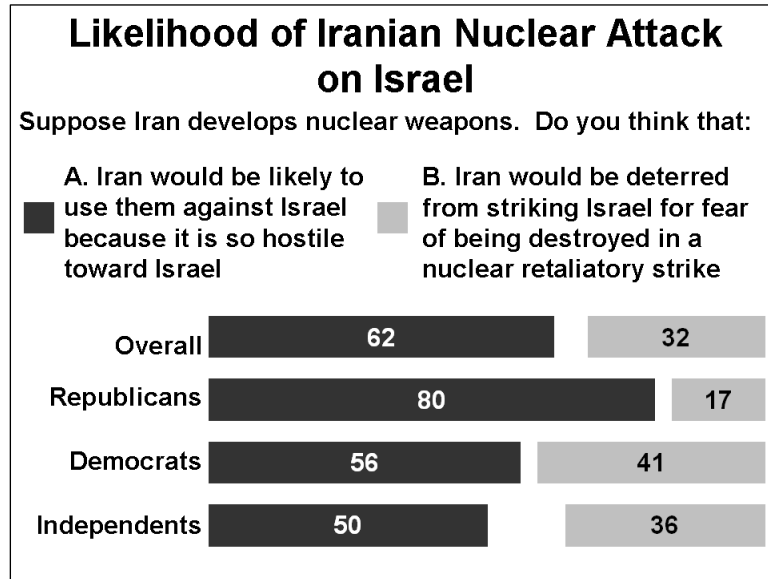 Likelihood of Iranian Nuclear Attack
on Israel
Suppose Iran develops nuclear weapons.  Do you think that:
A. Iran would be likely to
use them against Israel
because it is so hostile
toward Israel
B. Iran would be deterred
from striking Israel for fear
of being destroyed in a
nuclear retaliatory strike
Overall 62 32
Republicans 80 17
Democrats 56 41
Independents 50 36